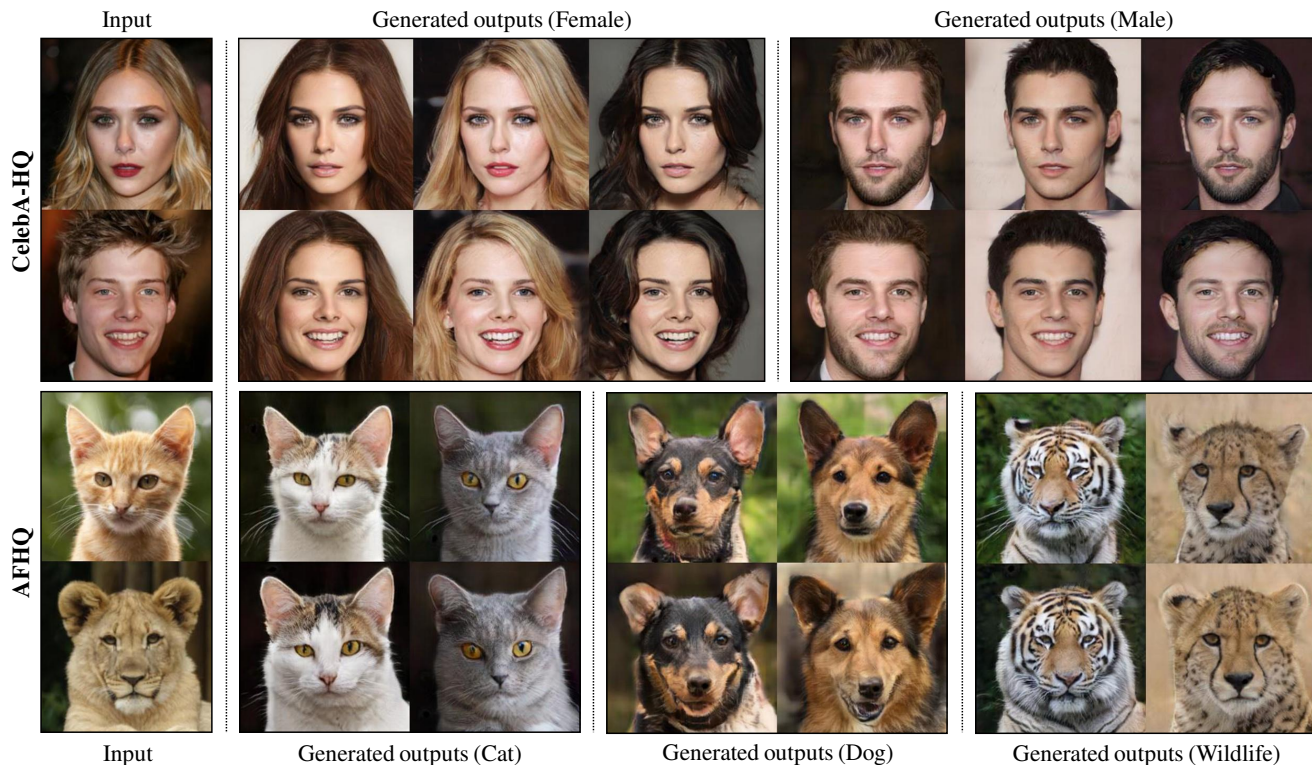 Input
Generated outputs (Female)
Generated outputs (Male)
CelebA-HQ
AFHQ
Input
Generated outputs (Cat)
Generated outputs (Dog)
Generated outputs (Wildlife)